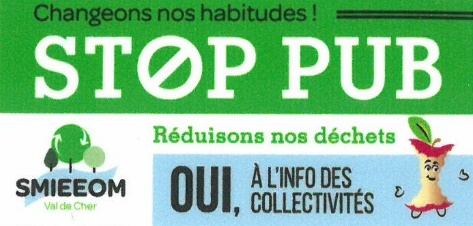 Changeons nos habitudes !
STOP PUB
Réduisons nos déchets
SMIEEOM
Val de Cher
OUI, À L'INFO DES
COLLECTIVITÉS